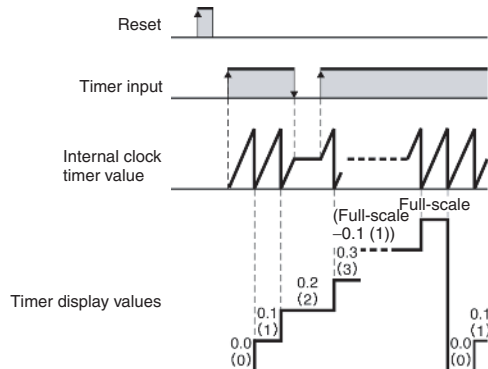 Reset
Timer input
Internal clock
timer value
Full-scale
(Full-scale
−0.1 (1))
0.3
(3)
0.2
(2)
Timer display values
0.1
(1)
0.1
(1)
0.0
(0)
0.0
(0)